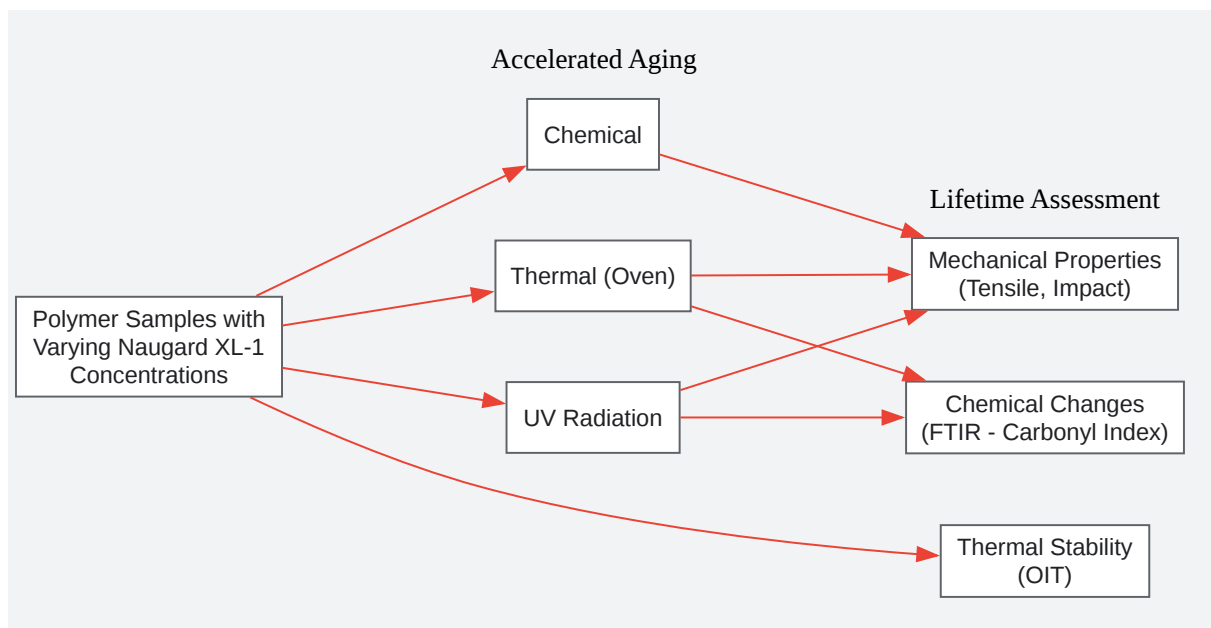 Accelerated Aging
Chemical
Lifetime Assessment
Thermal (Oven)
Mechanical Properties
(Tensile, Impact)
Polymer Samples with
Varying Naugard XL-1
Concentrations
UV Radiation
Chemical Changes
(FTIR - Carbonyl Index)
Thermal Stability
(OIT)